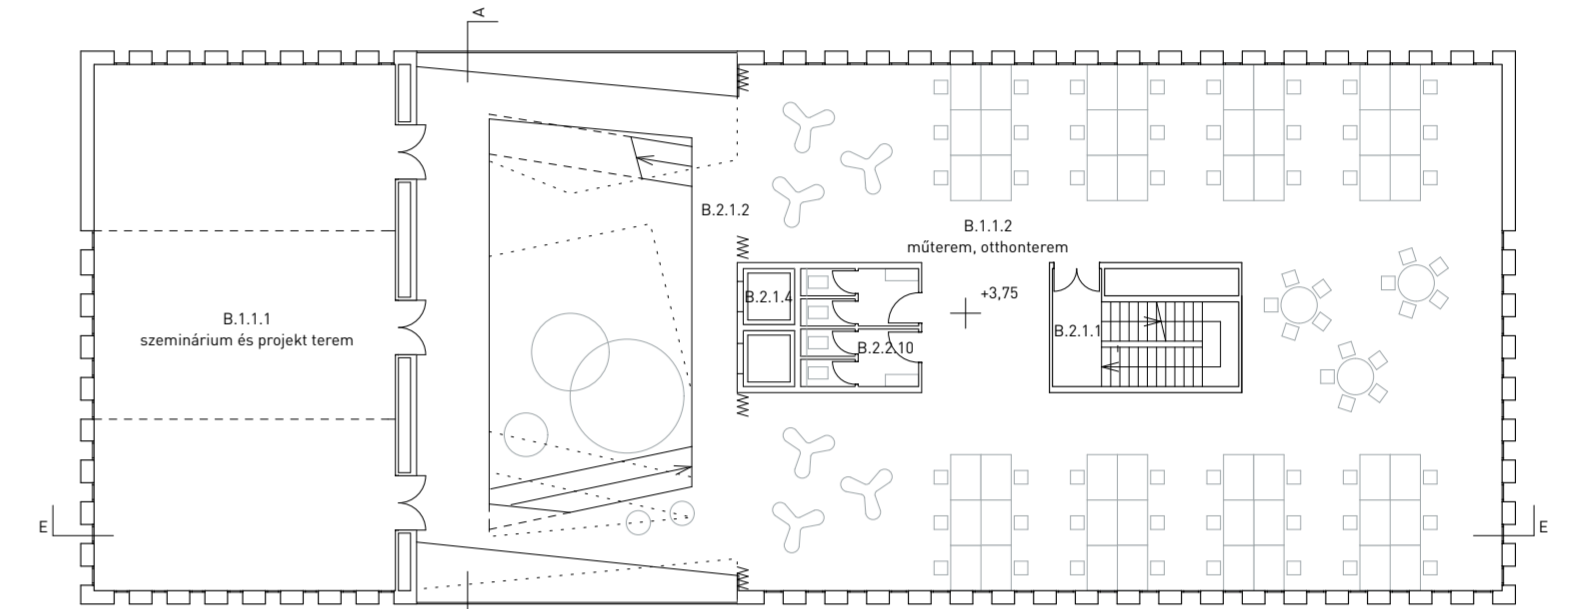 A
B.2.1.2
B.1.1.2
műterem, otthonterem
B.2.1.4
+3,75
B.1.1.1
szeminárium és projekt terem
B.2.1.1
B.2.2.10
E
E